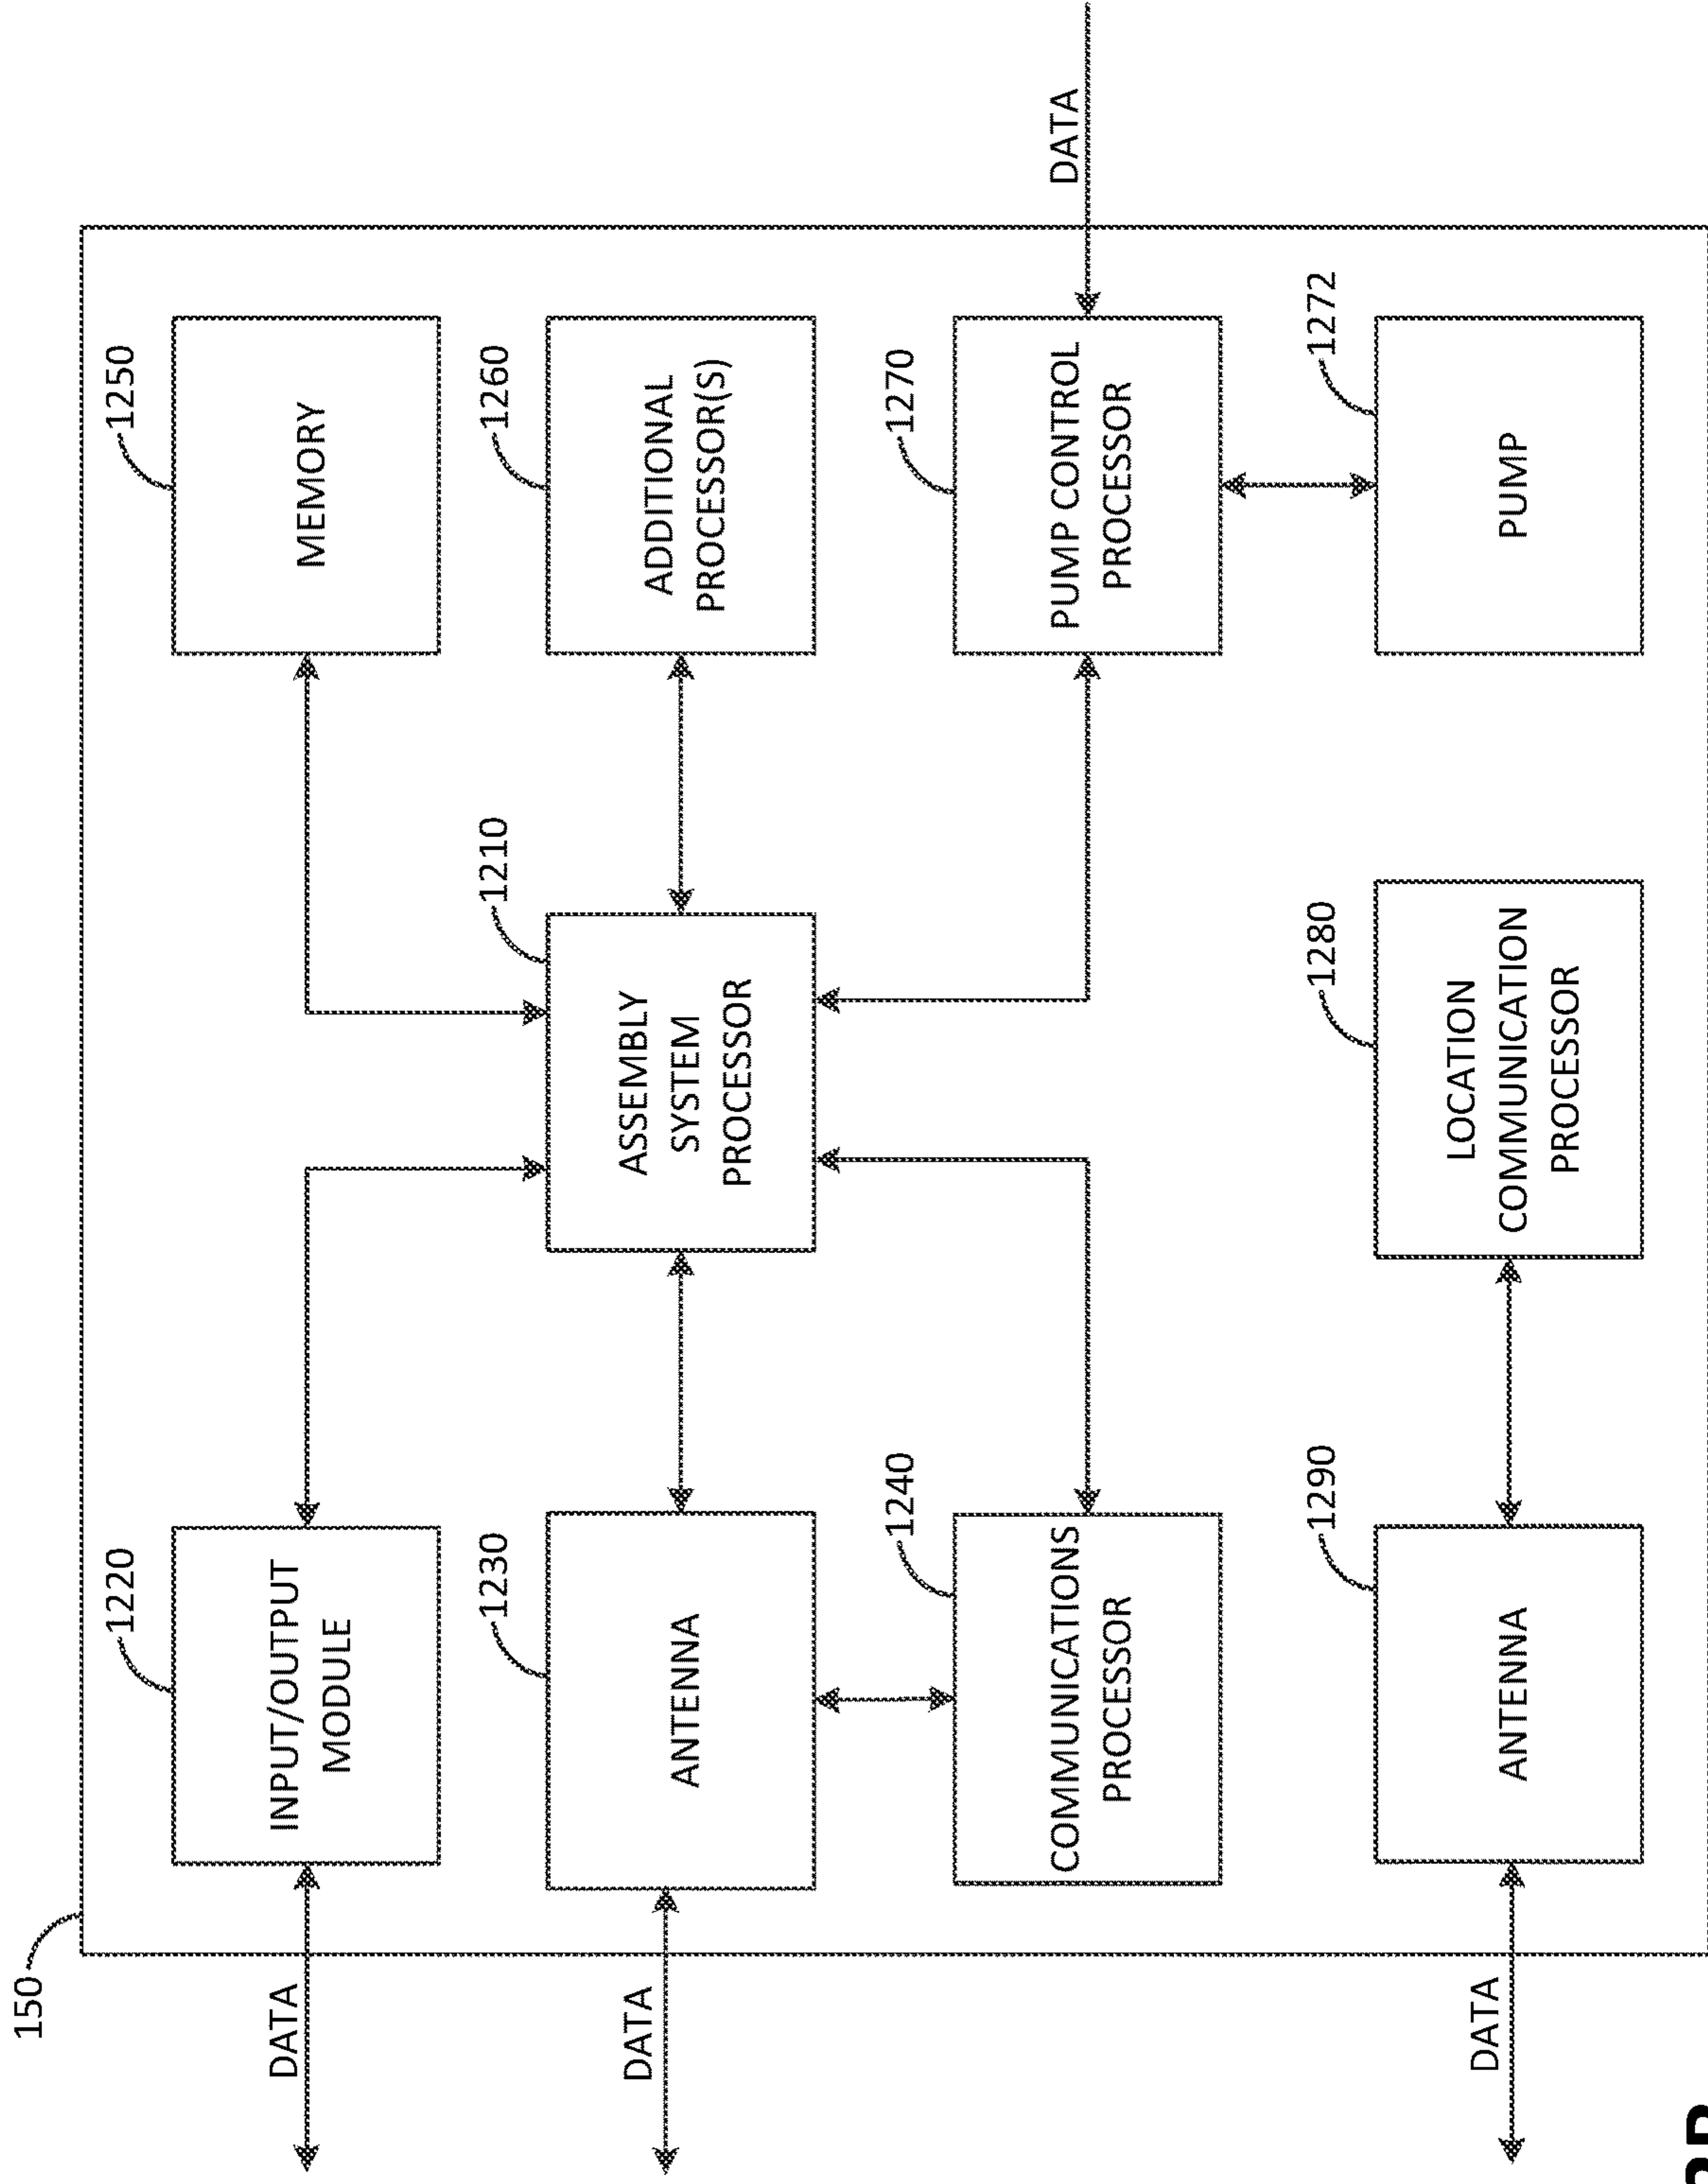 150
1220
1250
DATA
INPUT/OUTPUT
MODULE
MEMORY
1230
1210
1260
DATA
ANTENNA
ASSEMBLY
SYSTEM
PROCESSOR
ADDITIONAL
PROCESSOR(S)
1240
1270
COMMUNICATIONS
PROCESSOR
PUMP CONTROL
PROCESSOR
DATA
1290
1280
1272
DATA
ANTENNA
LOCATION
COMMUNICATION
PROCESSOR
PUMP